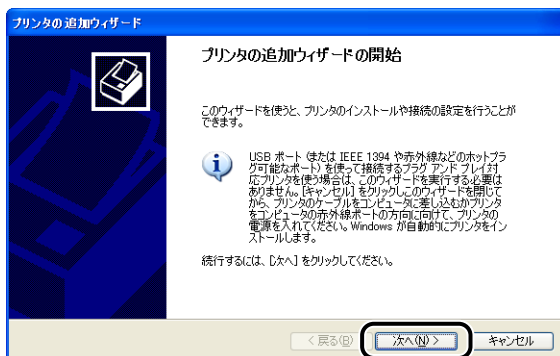 プリンタの追加ウィザード
プリンタの追加ウィザードの開始
このウィザードを使うと、プリンタのインストールや接続の設定を行うことが
できます。
USB ポート (または IEEE 1394 や赤外線などのホットプラ
グ可能なポート) を使って接続するプラグ アンド プレイ対
応プリンタを使う場合は、このウィザードを実行する必要は
ありません。[キャンセル] をクリックしこのウィザードを閉じて
から、プリンタのケーブルをコンピュータに差し込むかプリンタ
をコンピュータの赤外線ポートの方向に向けて、プリンタの
電源を入れてください。Windows が自動的にプリンタをイン
ストールします。
続行するには、[次へ] をクリックしてください。
< 戻る(B) 次へ(N) > キャンセル